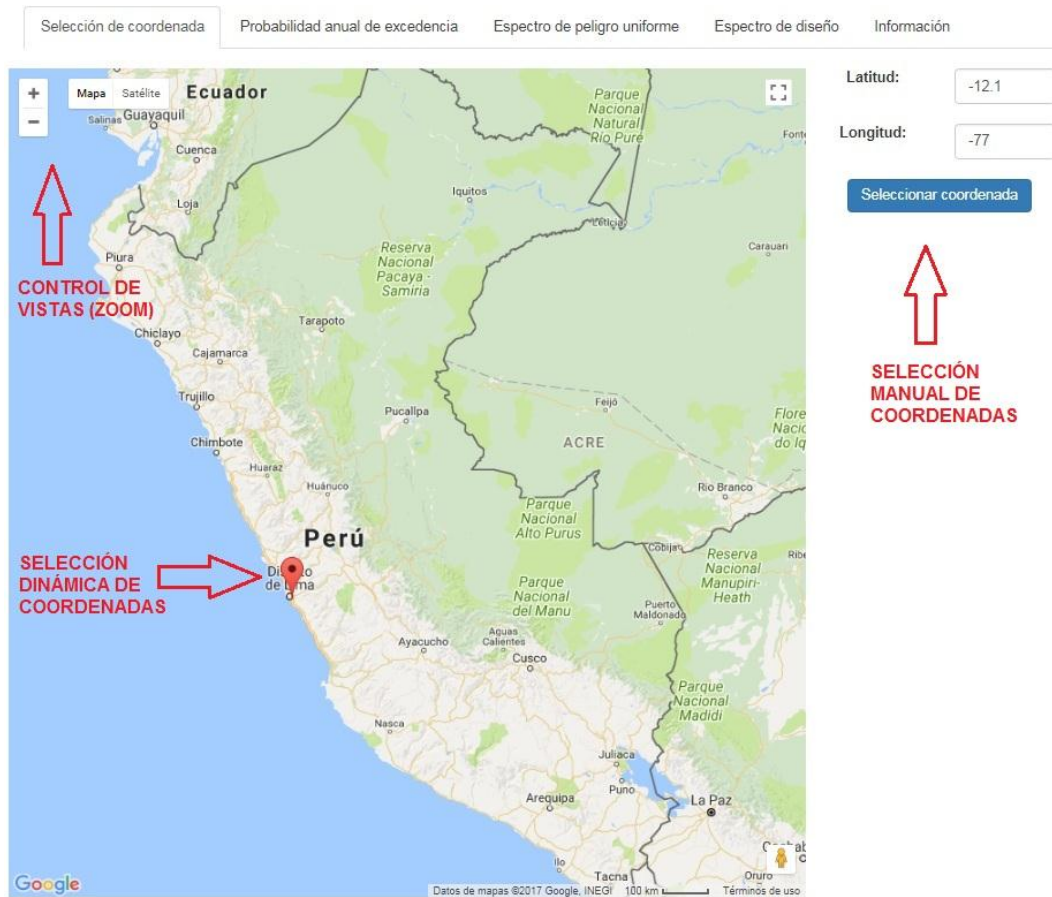 Selección de coordenada
Probabilidad anual de excedencia
Espectro de peligro uniforme
Espectro de diseño
Información
+
−
Mapa
Satélite
Latitud:
-12.1
Longitud:
-77
Seleccionar coordenada
CONTROL DE
VISTAS (ZOOM)
SELECCIÓN
MANUAL DE
COORDENADAS
SELECCIÓN
DINÁMICA DE
COORDENADAS
Ecuador
Salinas
Guayaquil
Cuenca
Loja
Parque
Nacional
Natural
Río Puré
Iquitos
Leticia
Carauari
Piura
Reserva
Nacional
Pacaya -
Samiria
Chiclayo
Tarapoto
Cajamarca
Trujillo
Pucallpa
Feijó
Chimbote
ACRE
Huaraz
Huánuco
Rio Branco
Parque
Nacional
Alto Purus
Perú
Cobija
Reserva
Nacional
Manupiri-
Heath
de Lima
Parque
Nacional
del Manu
Puerto
Maldonado
Ayacucho
Aguas
Calientes
Cusco
Parque
Nacional
Madidi
Nasca
Juliaca
Puno
La Paz
Arequipa
Ilo
Tacna
Oruro
Google
Datos de mapas ©2017 Google, INEGI
100 km
Términos de uso